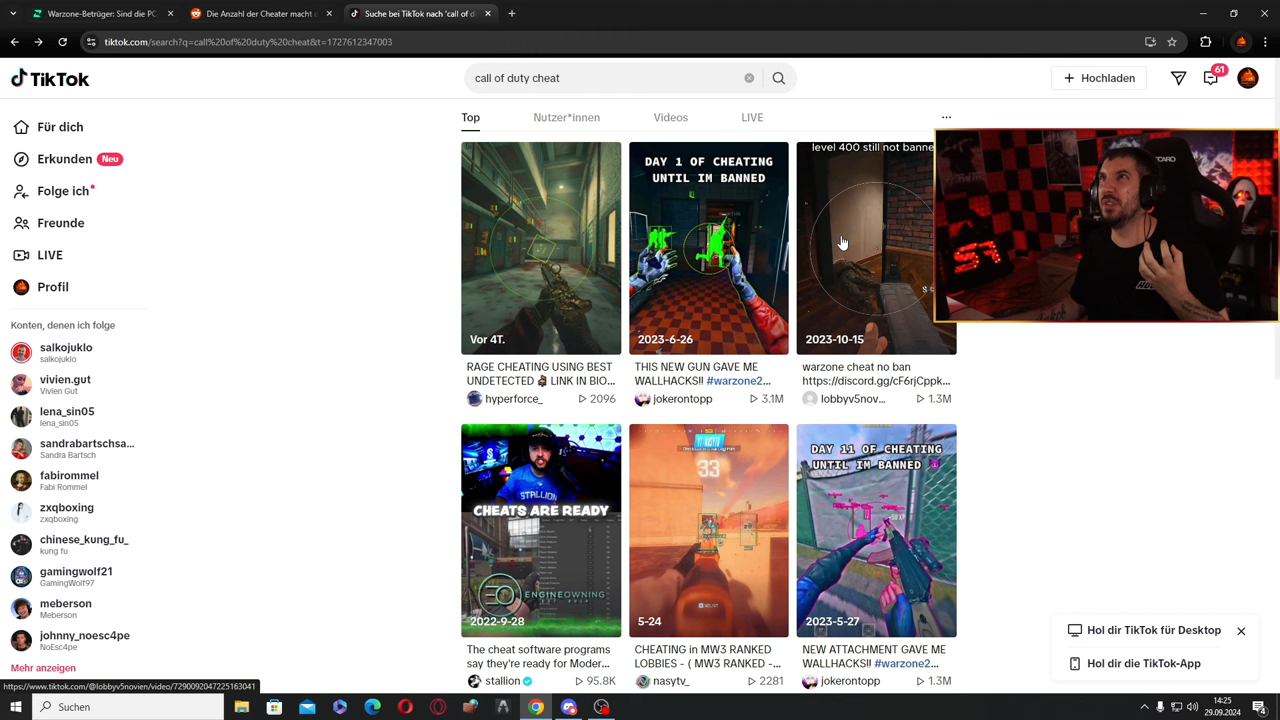 Warzone-Betrüger: Sind die PC
Die Anzahl der Cheater macht d
Suche bei TikTok nach 'call of d
tiktok.com/search?q=call%20of%20duty%20cheat&t=1727612347003
TikTok
call of duty cheat
Hochladen
61
Für dich
Erkunden Neu
Folge ich
Freunde
LIVE
Profil
Konten, denen ich folge
salkojuklo
salkojuklo
vivien.gut
Vivien Gut
lena_sin05
lena_sin05
sandrabartschsa...
Sandra Bartsch
fabirommel
Fabi Rommel
zxqboxing
zxqboxing
chinese_kung_fu_
kung fu
gamingwolf21
GamingWolf97
meberson
Meberson
johnny_noesc4pe
NoEsc4pe
Mehr anzeigen
https://www.tiktok.com/@lobbyv5novien/video/7290092047225163041
Top
Nutzer*innen
Videos
LIVE
Vor 4T.
RAGE CHEATING USING BEST
UNDETECTED LINK IN BIO...
hyperforce_
2096
DAY 1 OF CHEATING
UNTIL IM BANNED
2023-6-26
THIS NEW GUN GAVE ME
WALLHACKS!! #warzone2...
jokerontopp
3.1M
level 400 still not banne
2023-10-15
warzone cheat no ban
https://discord.gg/cF6rjCppk...
lobbyv5nov...
1.3M
STALLION
CHEATS ARE READY
ENGINEOWNING
2022-9-28
The cheat software programs
say they're ready for Moder...
stallion
95.8K
33
5-24
CHEATING in MW3 RANKED
LOBBIES - ( MW3 RANKED -...
nasytv_
2281
DAY 11 OF CHEATING
UNTIL IM BANNED
2023-5-27
NEW ATTACHMENT GAVE ME
WALLHACKS!! #warzone2...
jokerontopp
1.3M
Hol dir TikTok für Desktop
Hol dir die TikTok-App
Suchen
14:25
29.09.2024
4